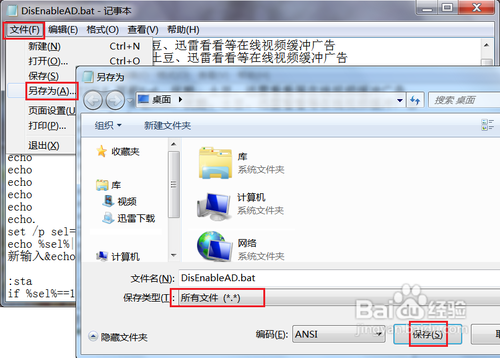 DisEnableAD.bat - 记事本
文件(F) 编辑(E) 格式(O) 查看(V) 帮助(H)
新建(N) Ctrl+N
打开(O)... Ctrl+O
保存(S) Ctrl+S
另存为(A)...
页面设置(U
打印(P)...
退出(X)
豆、迅雷看看等在线视频缓冲广告
土豆、迅雷看看等在线视频缓冲广告
echo
echo
echo
echo
echo
echo.
set /p sel=
echo %sel%|
新输入&echo
:sta
if %sel%==1
另存为
桌面
搜索 桌面
组织 新建文件夹
收藏夹
库
视频
迅雷下载
计算机
库
系统文件夹
计算机
系统文件夹
网络
系统文件夹
文件名(N): DisEnableAD.bat
保存类型(T): 所有文件 (*.*)
隐藏文件夹
编码(E): ANSI
保存(S)
Baidu经验
jingyan.baidu.com